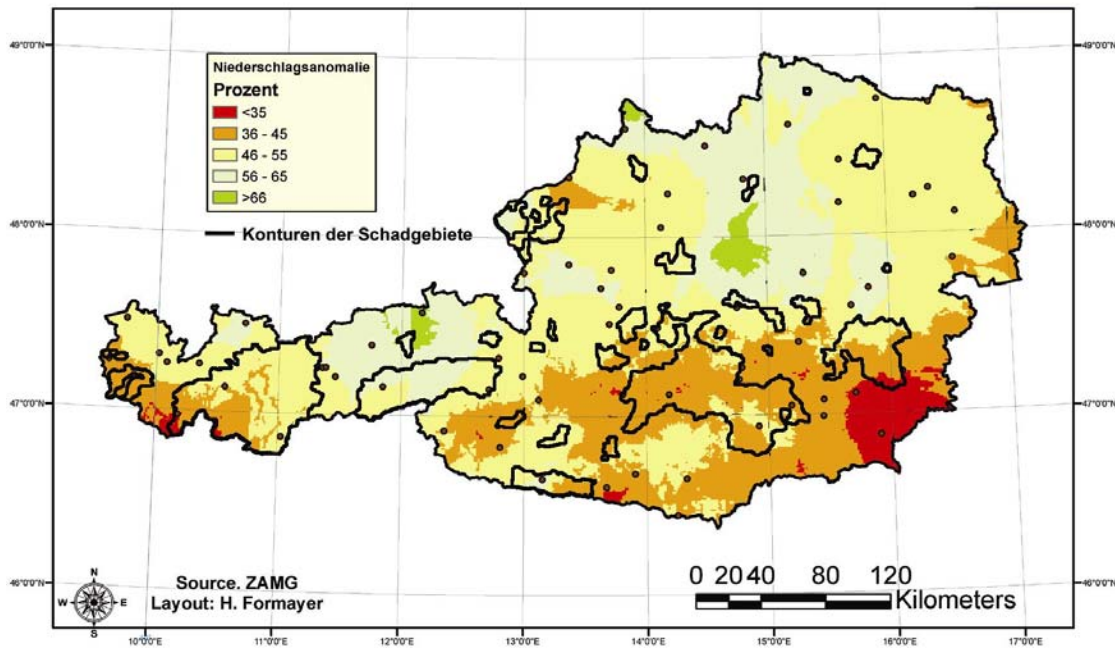 Niederschlagsanomalie
Prozent
<35
36 - 45
46 - 55
56 - 65
>66
Konturen der Schadgebiete
49°0'0"N
49°0'0"N
48°0'0"N
48°0'0"N
47°0'0"N
47°0'0"N
46°0'0"N
46°0'0"N
N
W
E
S
Source. ZAMG
Layout: H. Formayer
0 20 40 80 120
Kilometers
10°0'0"E
11°0'0"E
12°0'0"E
13°0'0"E
14°0'0"E
15°0'0"E
16°0'0"E
17°0'0"E